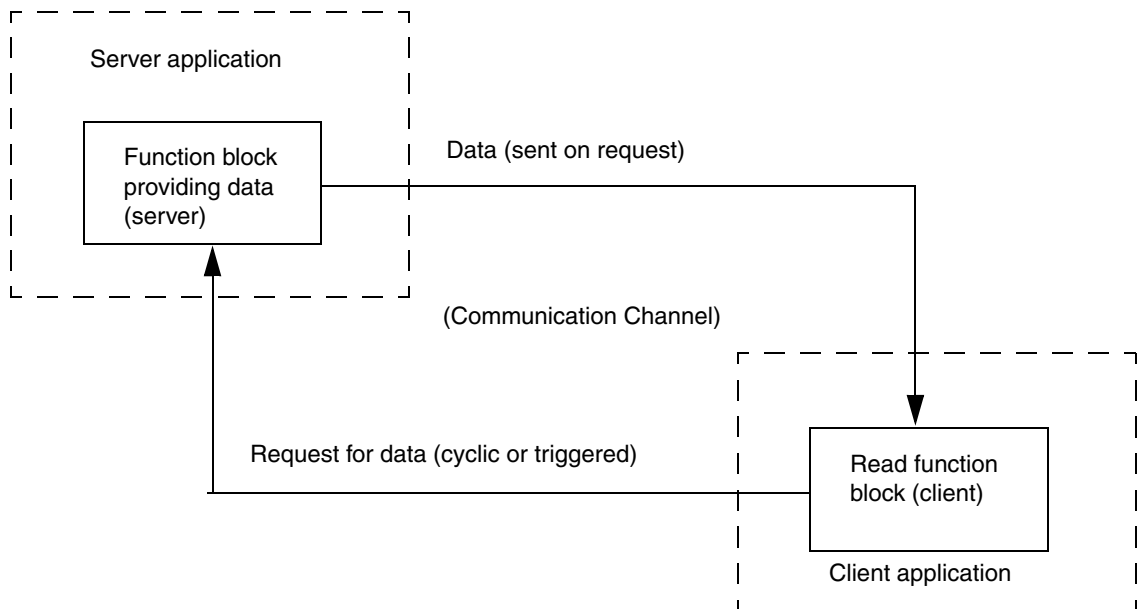 Server application
Function block
providing data
(server)
Data (sent on request)
(Communication Channel)
Request for data (cyclic or triggered)
Read function
block (client)
Client application